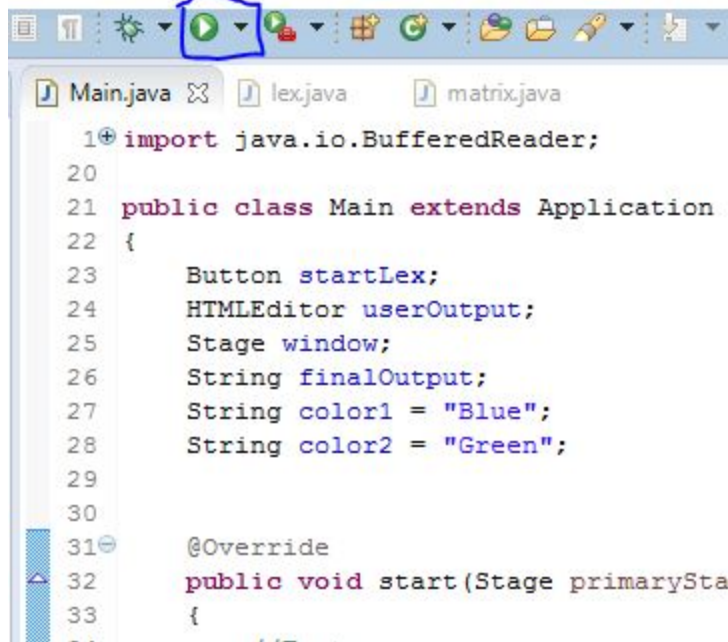 Main.java lex.java matrix.java
1 import java.io.BufferedReader;
20
21 public class Main extends Application
22 {
23 Button startLex;
24 HTMLEditor userOutput;
25 Stage window;
26 String finalOutput;
27 String color1 = "Blue";
28 String color2 = "Green";
29
30
31 @Override
32 public void start(Stage primarySta
33 {